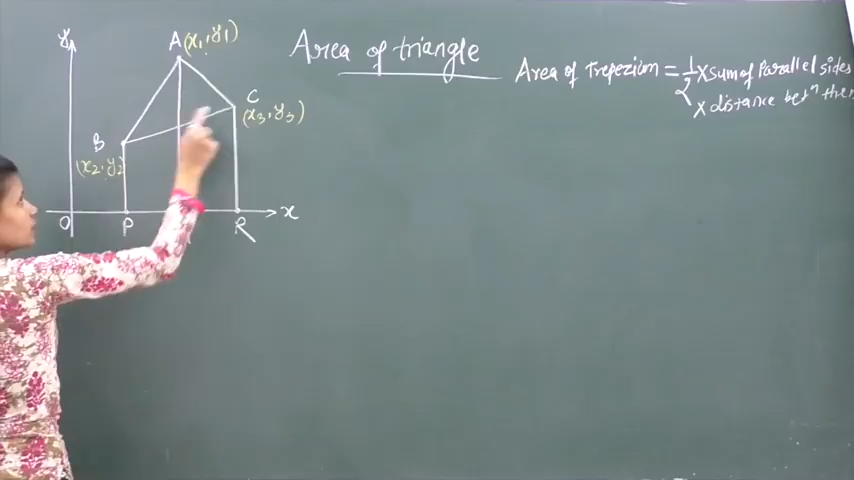 Area of triangle
Area of Trepezium = 1/2 X Sum of Parallel sides
X distance betⁿ them
y
A (x1, y1)
C
(x3, y3)
B
(x2, y2)
O P R x